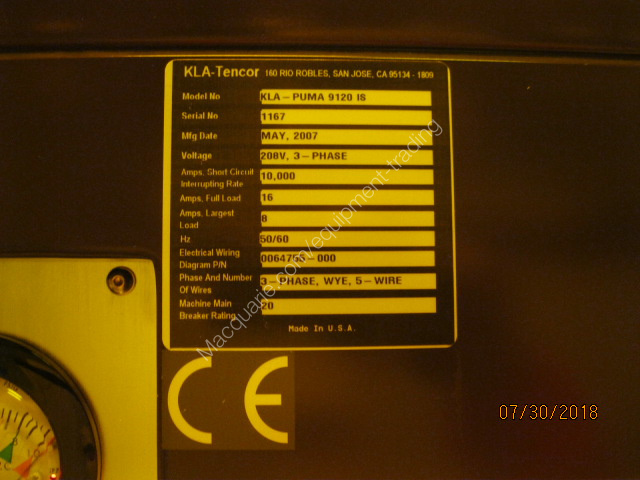 KLA-Tencor 160 RIO ROBLES, SAN JOSE, CA 95134 - 1809
Model No KLA - PUMA 9120 IS
Serial No 1167
Mfg Date MAY, 2007
Voltage 208V, 3-PHASE
Amps, Short Circuit
Interrupting Rate 10,000
Amps, Full Load 16
Amps, Largest
Load 8
Hz 50/60
Electrical Wiring
Diagram P/N 0064755-000
Phase And Number
Of Wires 3-PHASE, WYE, 5-WIRE
Machine Main
Breaker Rating 20
Made In U.S.A.
CE
Macquarie.com/equipment-trading
07/30/2018